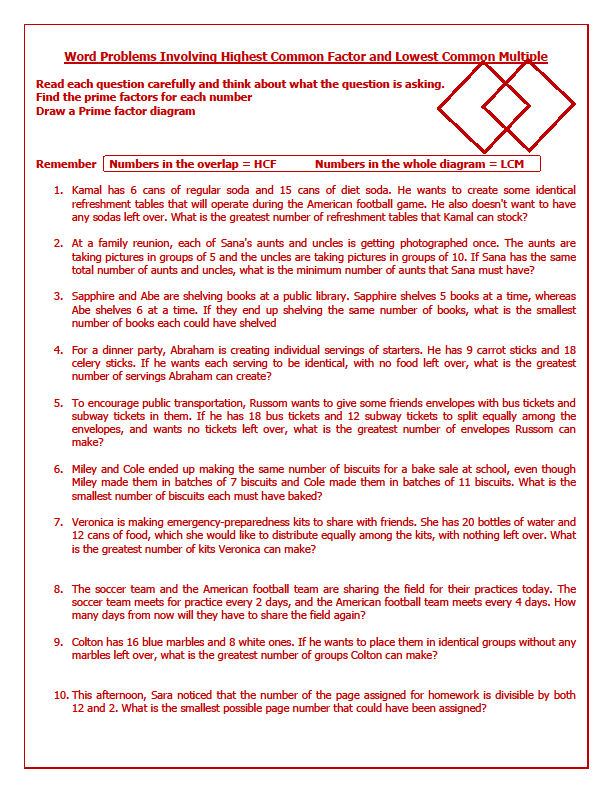 Word Problems Involving Highest Common Factor and Lowest Common Multiple
Read each question carefully and think about what the question is asking.
Find the prime factors for each number
Draw a Prime factor diagram
Remember Numbers in the overlap = HCF Numbers in the whole diagram = LCM
1. Kamal has 6 cans of regular soda and 15 cans of diet soda. He wants to create some identical
refreshment tables that will operate during the American football game. He also doesn't want to have
any sodas left over. What is the greatest number of refreshment tables that Kamal can stock?
2. At a family reunion, each of Sana's aunts and uncles is getting photographed once. The aunts are
taking pictures in groups of 5 and the uncles are taking pictures in groups of 10. If Sana has the same
total number of aunts and uncles, what is the minimum number of aunts that Sana must have?
3. Sapphire and Abe are shelving books at a public library. Sapphire shelves 5 books at a time, whereas
Abe shelves 6 at a time. If they end up shelving the same number of books, what is the smallest
number of books each could have shelved
4. For a dinner party, Abraham is creating individual servings of starters. He has 9 carrot sticks and 18
celery sticks. If he wants each serving to be identical, with no food left over, what is the greatest
number of servings Abraham can create?
5. To encourage public transportation, Russom wants to give some friends envelopes with bus tickets and
subway tickets in them. If he has 18 bus tickets and 12 subway tickets to split equally among the
envelopes, and wants no tickets left over, what is the greatest number of envelopes Russom can
make?
6. Miley and Cole ended up making the same number of biscuits for a bake sale at school, even though
Miley made them in batches of 7 biscuits and Cole made them in batches of 11 biscuits. What is the
smallest number of biscuits each must have baked?
7. Veronica is making emergency-preparedness kits to share with friends. She has 20 bottles of water and
12 cans of food, which she would like to distribute equally among the kits, with nothing left over. What
is the greatest number of kits Veronica can make?
8. The soccer team and the American football team are sharing the field for their practices today. The
soccer team meets for practice every 2 days, and the American football team meets every 4 days. How
many days from now will they have to share the field again?
9. Colton has 16 blue marbles and 8 white ones. If he wants to place them in identical groups without any
marbles left over, what is the greatest number of groups Colton can make?
10. This afternoon, Sara noticed that the number of the page assigned for homework is divisible by both
12 and 2. What is the smallest possible page number that could have been assigned?